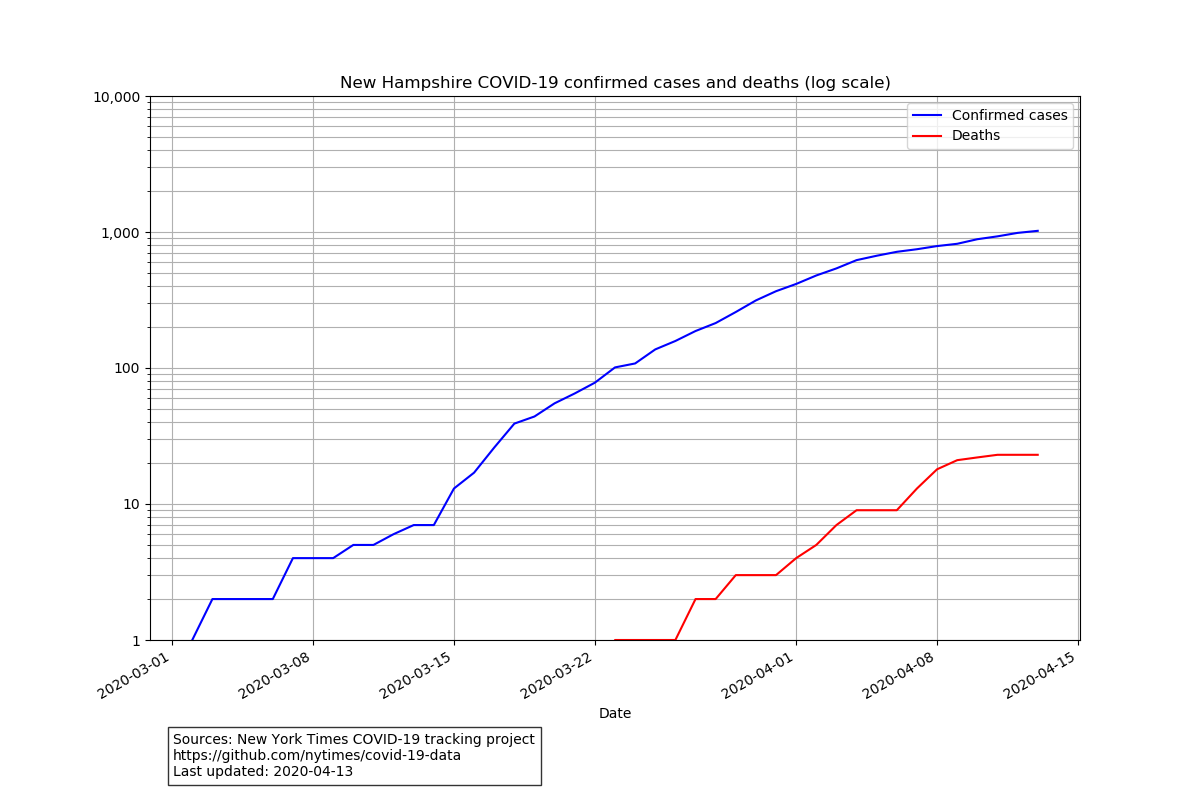 New Hampshire COVID-19 confirmed cases and deaths (log scale)
10,000
1,000
100
10
1
Confirmed cases
Deaths
2020-03-01
2020-03-08
2020-03-15
2020-03-22
2020-04-01
2020-04-08
2020-04-15
Date
Sources: New York Times COVID-19 tracking project
https://github.com/nytimes/covid-19-data
Last updated: 2020-04-13